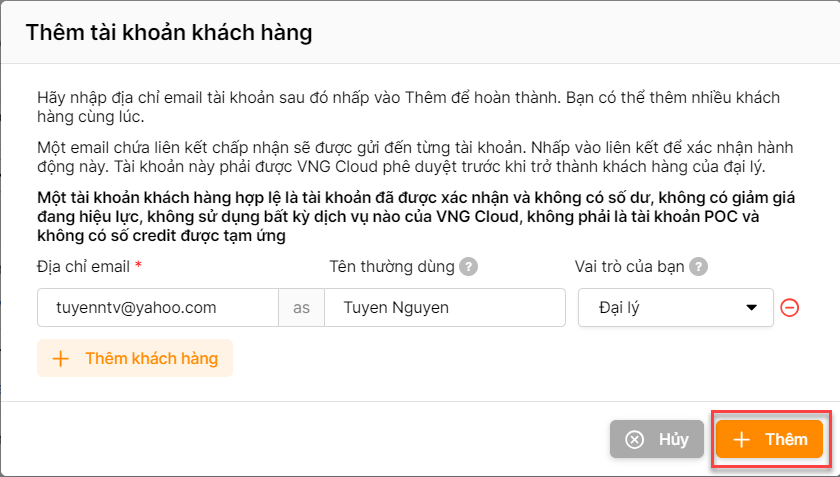 Thêm tài khoản khách hàng
Hãy nhập địa chỉ email tài khoản sau đó nhấp vào Thêm để hoàn thành. Bạn có thể thêm nhiều khách
hàng cùng lúc.
Một email chứa liên kết chấp nhận sẽ được gửi đến từng tài khoản. Nhấp vào liên kết để xác nhận hành
động này. Tài khoản này phải được VNG Cloud phê duyệt trước khi trở thành khách hàng của đại lý.
Một tài khoản khách hàng hợp lệ là tài khoản đã được xác nhận và không có số dư, không có giảm giá
đang hiệu lực, không sử dụng bất kỳ dịch vụ nào của VNG Cloud, không phải là tài khoản POC và
không có số credit được tạm ứng
Địa chỉ email * Tên thường dùng ? Vai trò của bạn ?
tuyenntv@yahoo.com as Tuyen Nguyen Đại lý
+ Thêm khách hàng
Hủy + Thêm